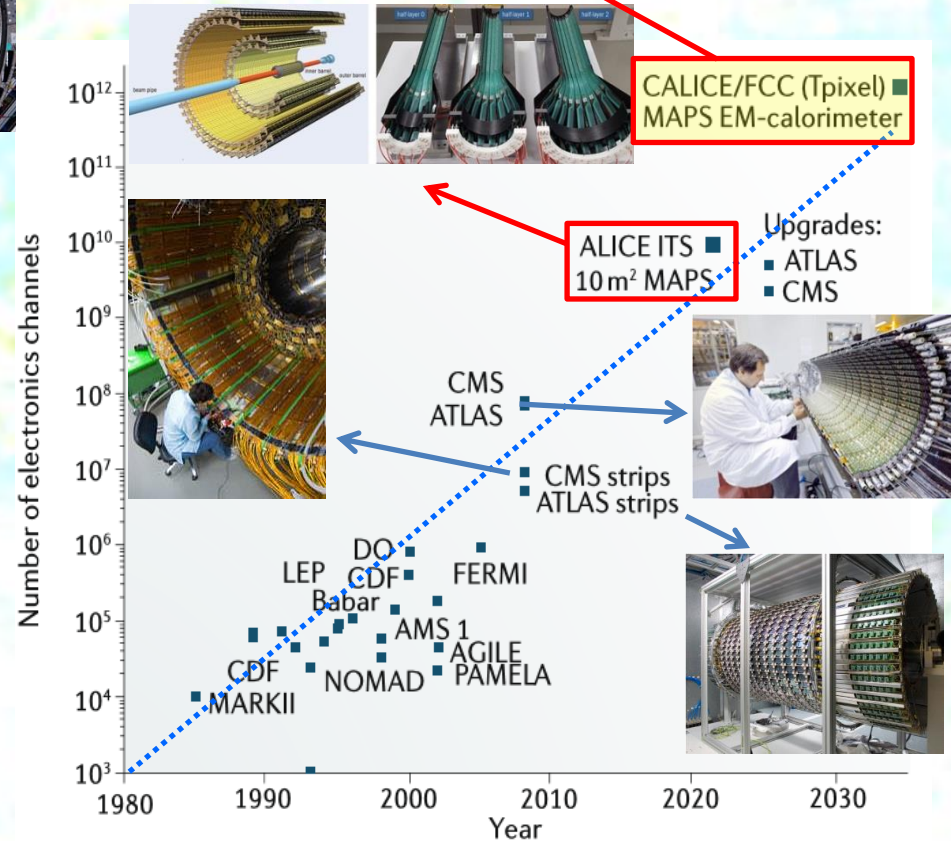 half-layer 0
half-layer 1
half-layer 2
beam pipe
inner barrel
outer barrel
CALICE/FCC (Tpixel)
MAPS EM-calorimeter
10¹²
10¹¹
10¹⁰
10⁹
10⁸
10⁷
10⁶
10⁵
10⁴
10³
Number of electronics channels
ALICE ITS
10 m² MAPS
Upgrades:
ATLAS
CMS
CMS
ATLAS
CMS strips
ATLAS strips
DO
LEP
CDF
FERMI
Babar
AMS 1
CDF
AGILE
NOMAD
PAMELA
MARKII
1980
1990
2000
2010
2020
2030
Year